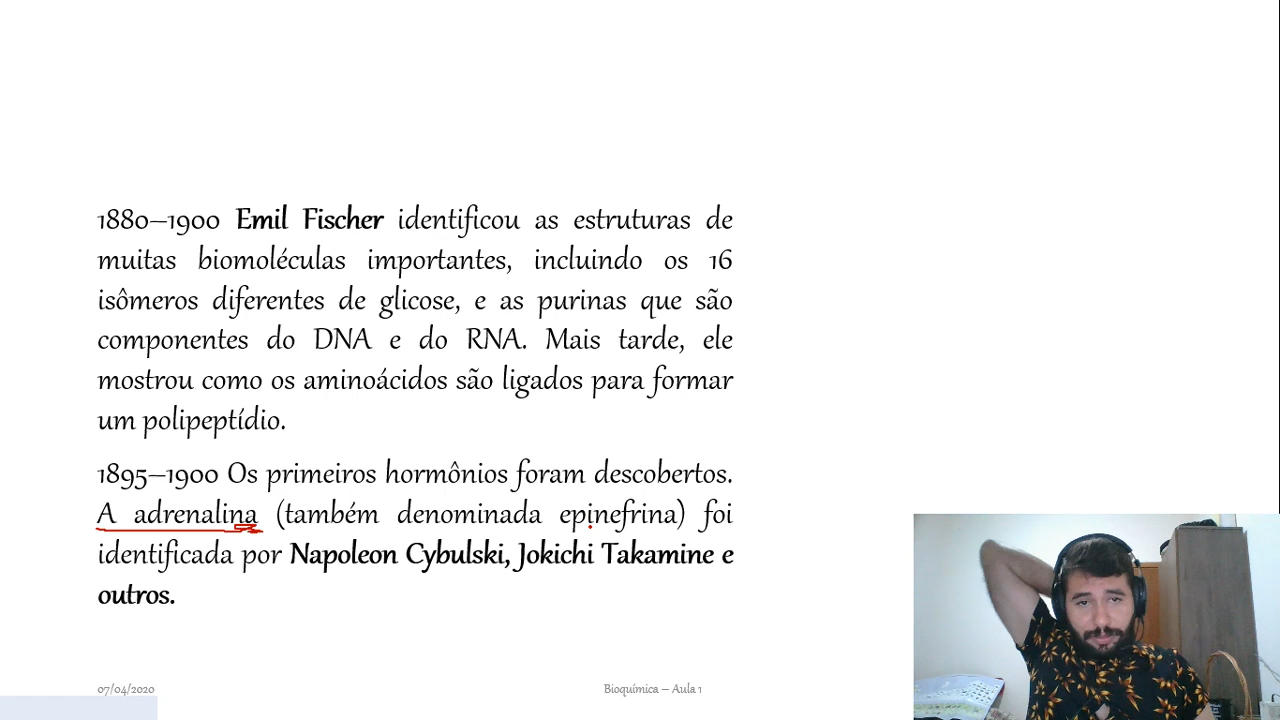 1880–1900 Emil Fischer identificou as estruturas de
muitas biomoléculas importantes, incluindo os 16
isômeros diferentes de glicose, e as purinas que são
componentes do DNA e do RNA. Mais tarde, ele
mostrou como os aminoácidos são ligados para formar
um polipeptídio.
1895–1900 Os primeiros hormônios foram descobertos.
A adrenalina (também denominada epinefrina) foi
identificada por Napoleon Cybulski, Jokichi Takamine e
outros.
07/04/2020
Bioquímica – Aula 1